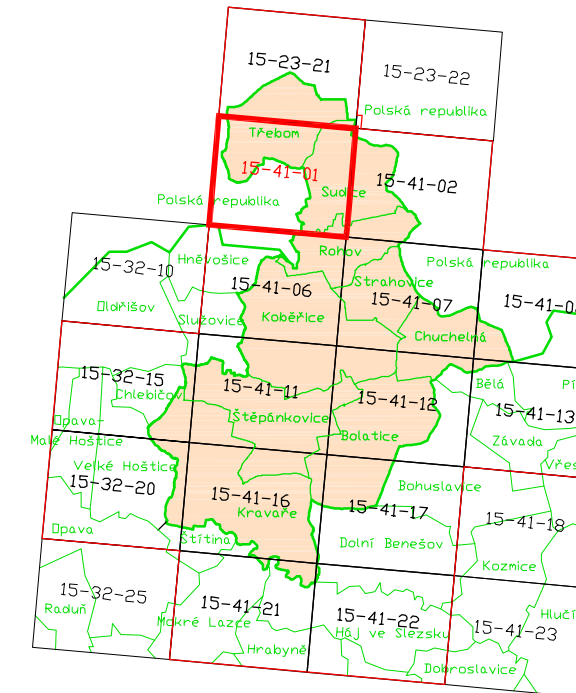 15-23-21
15-23-22
Polská republika
Třebom
15-41-01
15-41-02
Sudice
Polská republika
Rohov
Hněvošice
Polská republika
15-32-10
15-41-06
Strahovice
15-41-07
15-41-0
Oldřišov
Služovice
Kobeřice
Chuchelná
15-32-15
15-41-11
Bělá
Pí
Chlebičov
15-41-12
15-41-13
Opava-
Štěpánkovice
Malé Hoštice
Bolatice
Závada
Velké Hoštice
Vřes
15-32-20
15-41-16
Bohuslavice
Kravaře
15-41-17
15-41-18
Opava
Štítina
Dolní Benešov
Kozmice
15-32-25
Raduň
15-41-21
15-41-22
Hlučí
Mokré Lazce
Háj ve Slezsku
15-41-23
Hrabyně
Dobroslavice